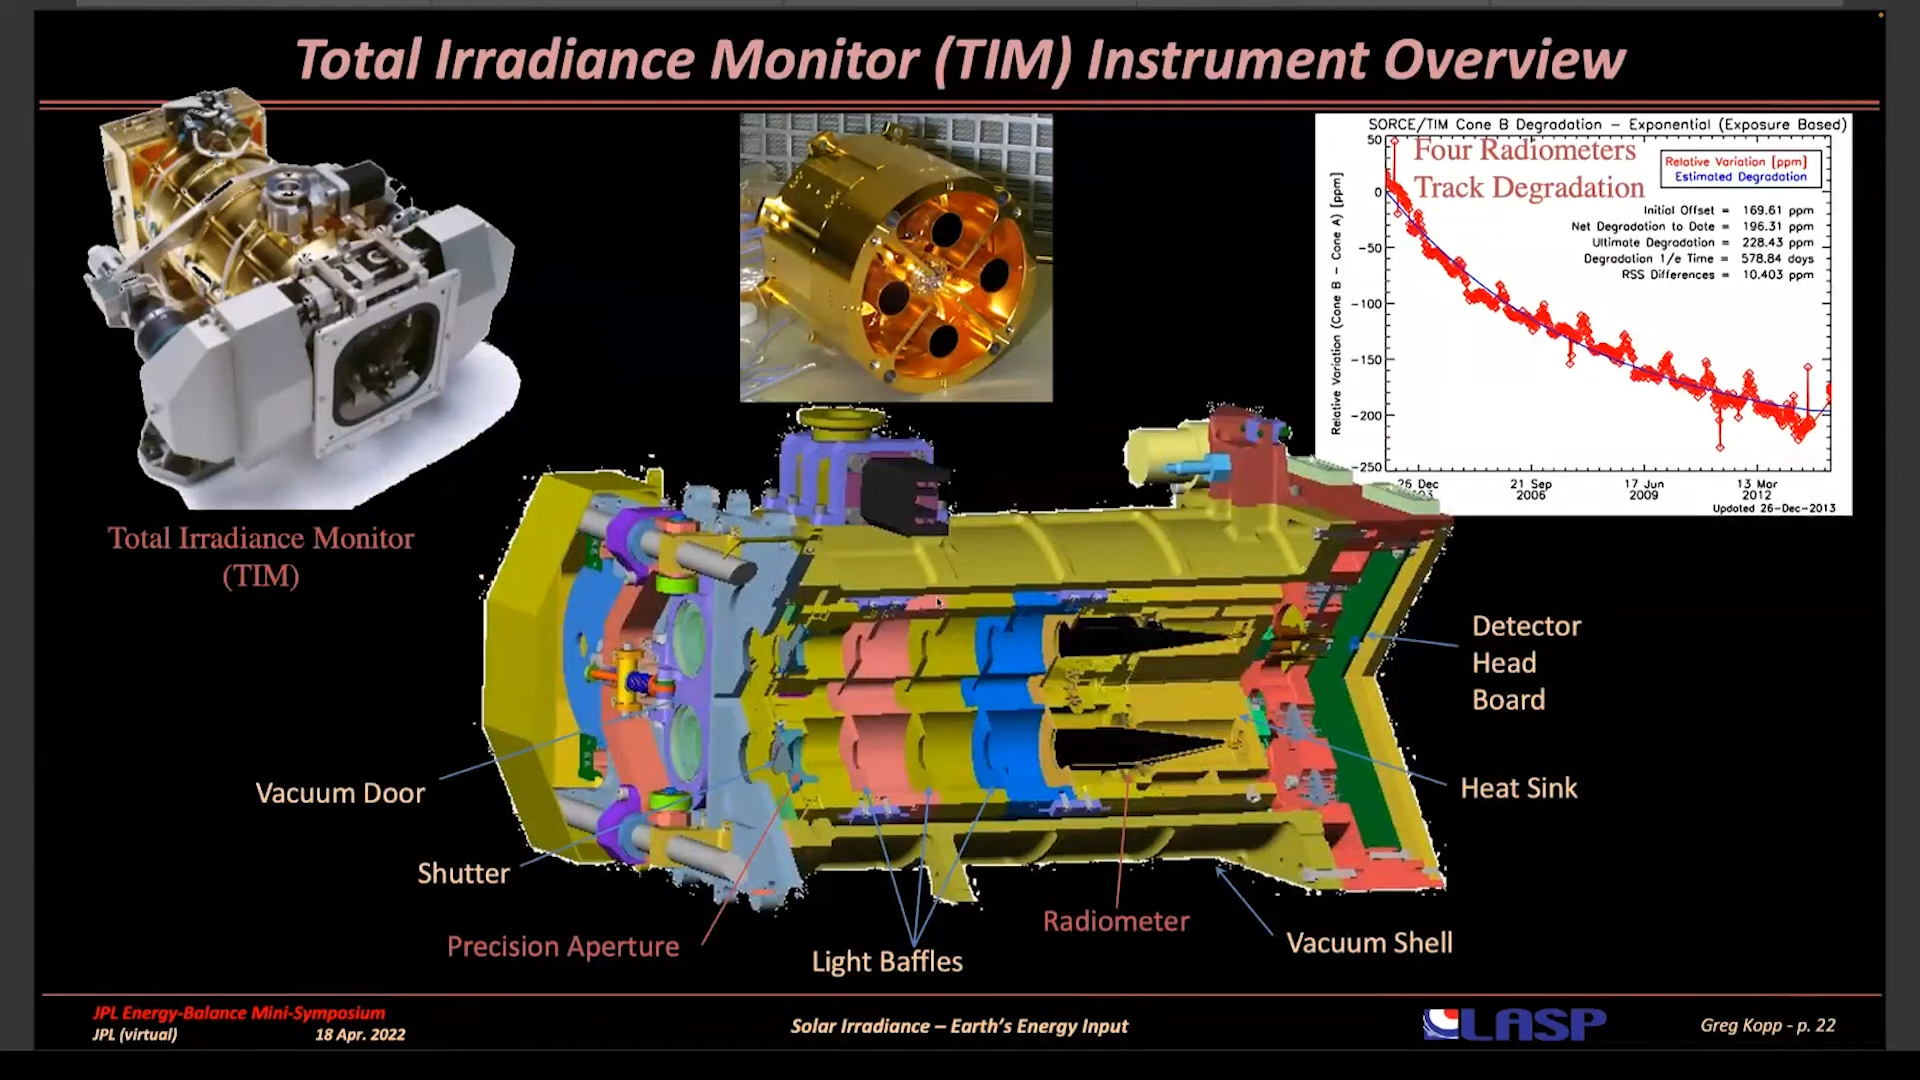 Total Irradiance Monitor (TIM) Instrument Overview
SORCE/TIM Cone B Degradation – Exponential (Exposure Based)
Four Radiometers
Track Degradation
Relative Variation [ppm]
Estimated Degradation
Initial Offset = 169.61 ppm
Net Degradation to Date = 196.31 ppm
Ultimate Degradation = 228.43 ppm
Degradation 1/e Time = 578.84 days
RSS Differences = 10.403 ppm
Relative Variation (Cone B – Cone A) [ppm]
50
0
-50
-100
-150
-200
-250
26 Dec
21 Sep
2006
17 Jun
2009
13 Mar
2012
Updated 26-Dec-2013
Total Irradiance Monitor
(TIM)
Detector
Head
Board
Heat Sink
Vacuum Door
Shutter
Precision Aperture
Light Baffles
Radiometer
Vacuum Shell
JPL Energy-Balance Mini-Symposium
JPL (virtual) 18 Apr. 2022
Solar Irradiance – Earth's Energy Input
LASP
Greg Kopp - p. 22